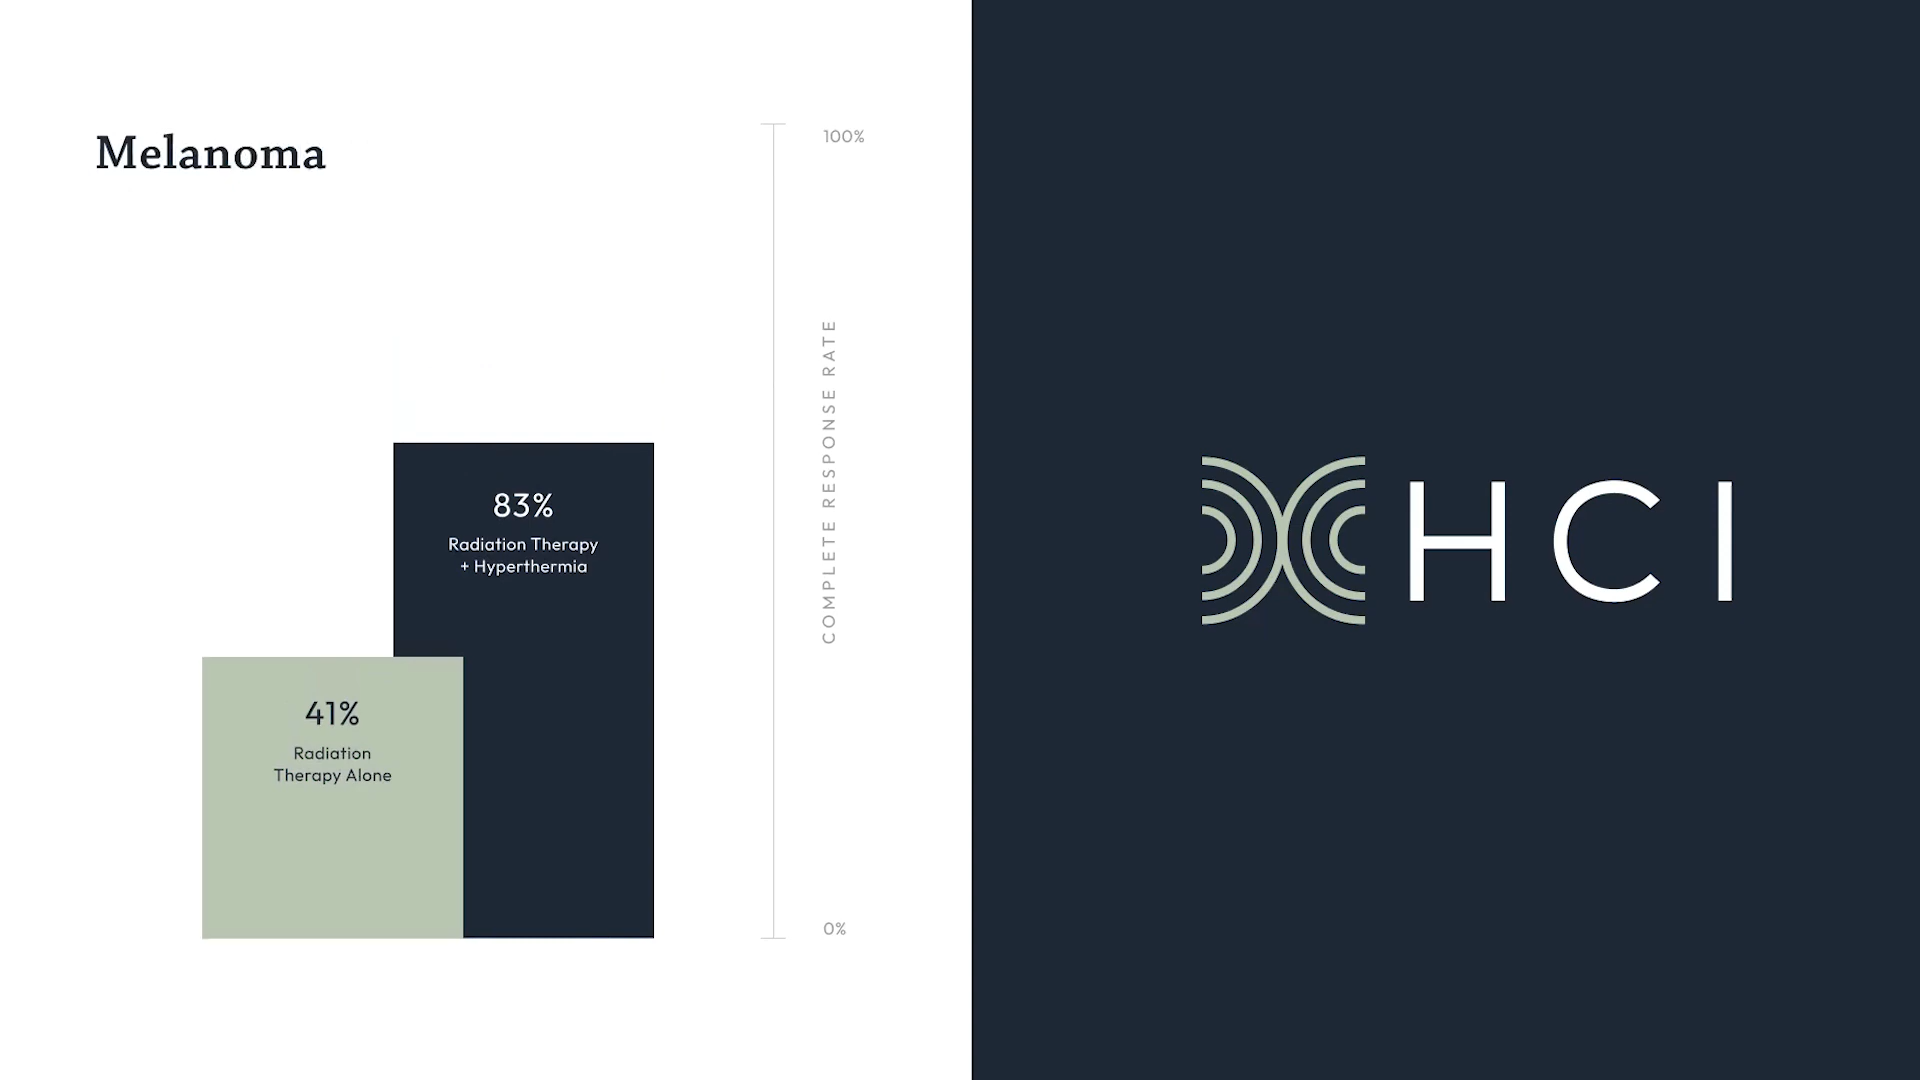 Melanoma
100%
COMPLETE RESPONSE RATE
83%
Radiation Therapy
+ Hyperthermia
41%
Radiation
Therapy Alone
0%
HCI